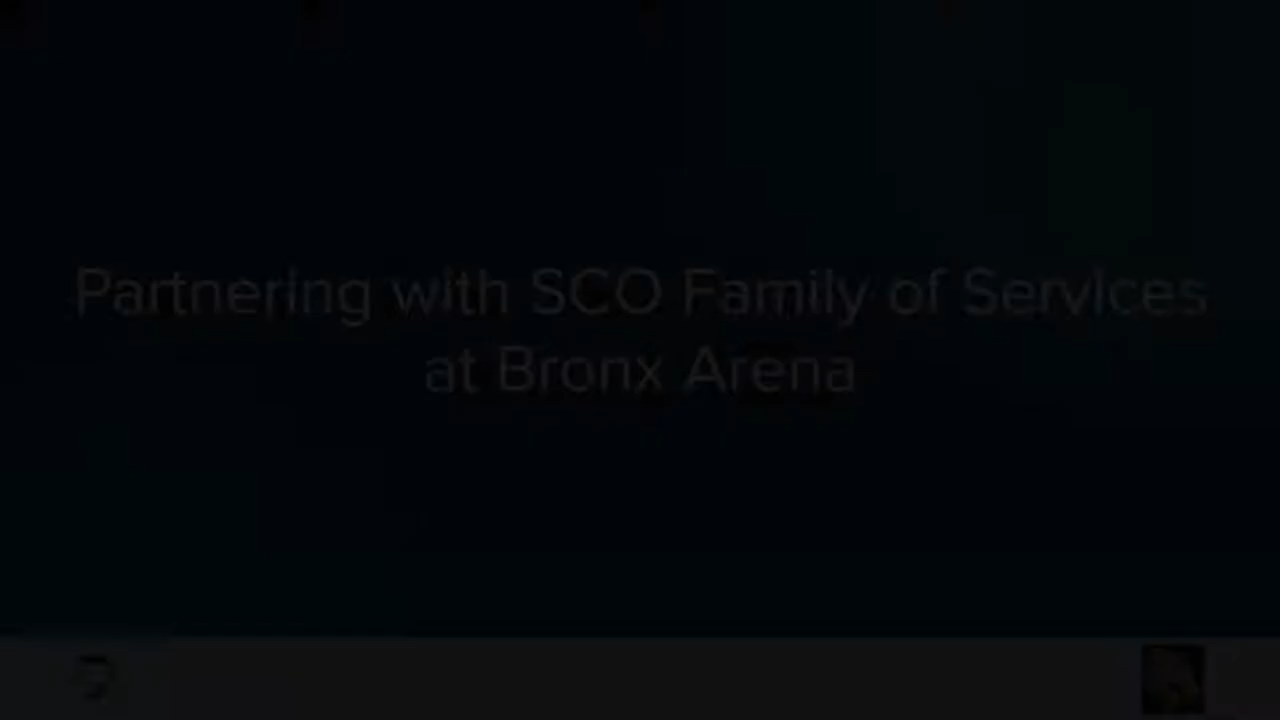 Partnering with SCO Family of Services
at Bronx Arena